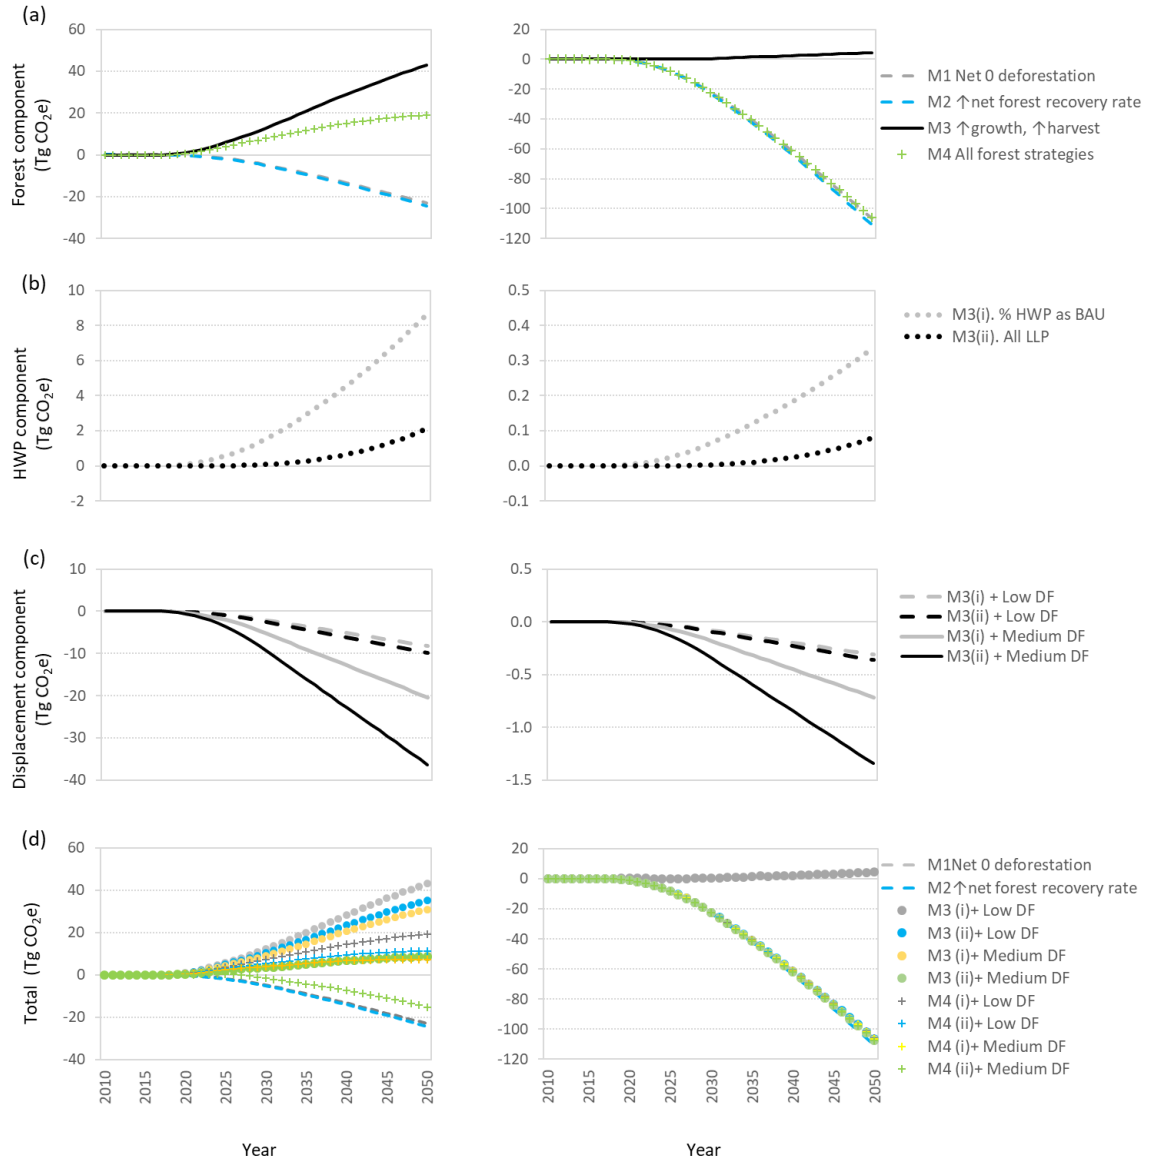 (a)
Forest component
(Tg CO₂e)
60
40
20
0
-20
-40
20
0
-20
-40
-60
-80
-100
-120
M1 Net 0 deforestation
M2 ↑net forest recovery rate
M3 ↑growth, ↑harvest
M4 All forest strategies
(b)
HWP component
(Tg CO₂e)
10
8
6
4
2
0
-2
0.5
0.4
0.3
0.2
0.1
0.0
-0.1
M3(i). % HWP as BAU
M3(ii). All LLP
(c)
Displacement component
(Tg CO₂e)
10
0
-10
-20
-30
-40
0.5
0.0
-0.5
-1.0
-1.5
M3(i) + Low DF
M3(ii) + Low DF
M3(i) + Medium DF
M3(ii) + Medium DF
(d)
Total (Tg CO₂e)
60
40
20
0
-20
-40
2010
2015
2020
2025
2030
2035
2040
2045
2050
Year
20
0
-20
-40
-60
-80
-100
-120
2010
2015
2020
2025
2030
2035
2040
2045
2050
Year
M1Net 0 deforestation
M2↑net forest recovery rate
M3 (i)+ Low DF
M3 (ii)+ Low DF
M3 (i)+ Medium DF
M3 (ii)+ Medium DF
M4 (i)+ Low DF
M4 (ii)+ Low DF
M4 (i)+ Medium DF
M4 (ii)+ Medium DF